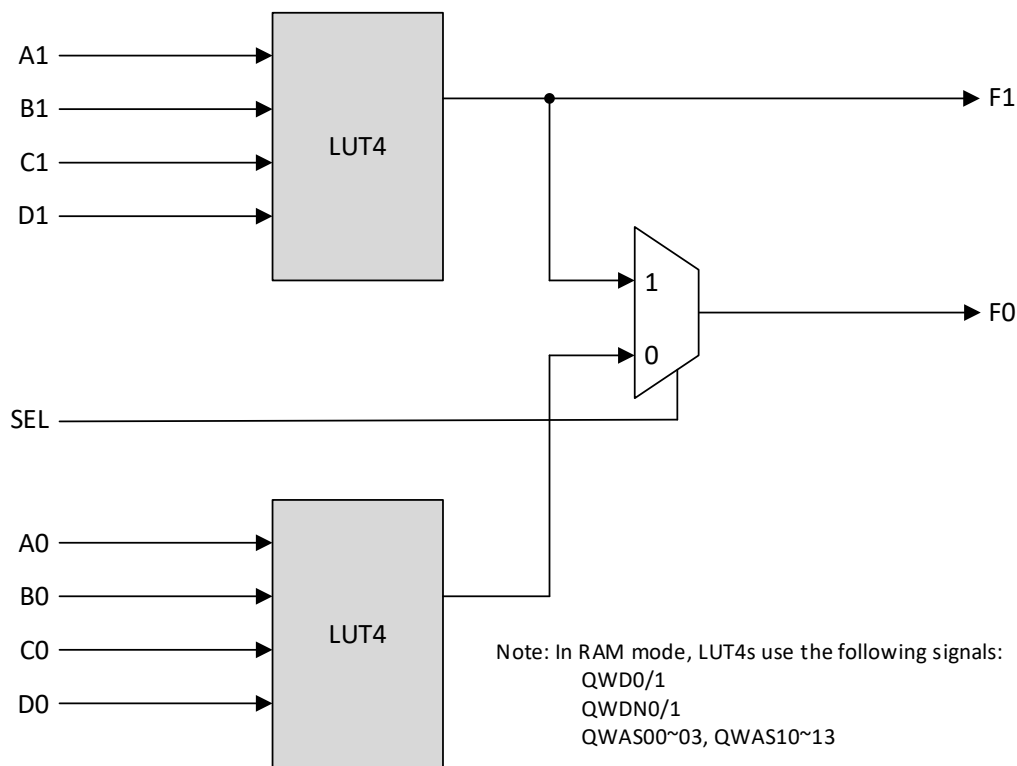 A1
B1
C1
D1
LUT4
F1
1
0
F0
SEL
A0
B0
C0
D0
LUT4
Note: In RAM mode, LUT4s use the following signals:
QWD0/1
QWDN0/1
QWAS00~03, QWAS10~13